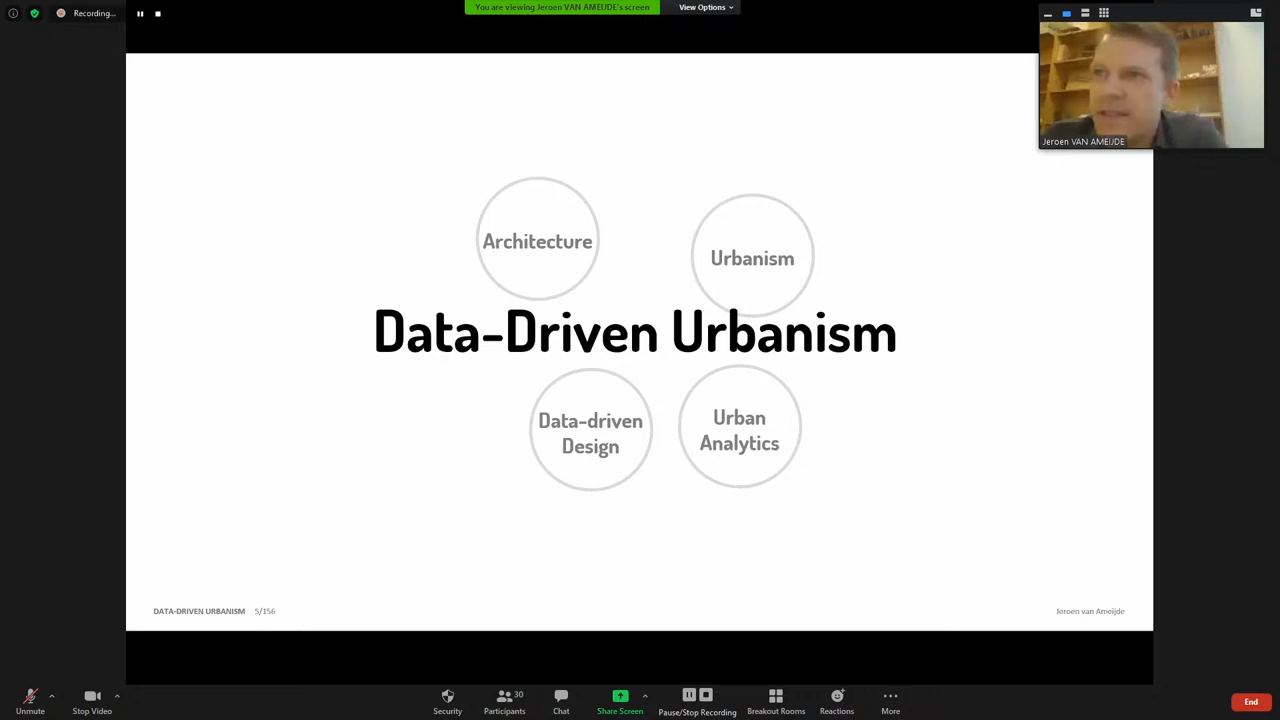 Recording...
You are viewing Jeroen VAN AMEIJDE's screen
View Options
Jeroen VAN AMEIJDE
Architecture
Urbanism
Data-Driven Urbanism
Data-driven
Design
Urban
Analytics
DATA-DRIVEN URBANISM 5/156
Jeroen van Ameijde
Unmute
Stop Video
Security
Participants
30
Chat
Share Screen
Pause/Stop Recording
Breakout Rooms
Reactions
More
End